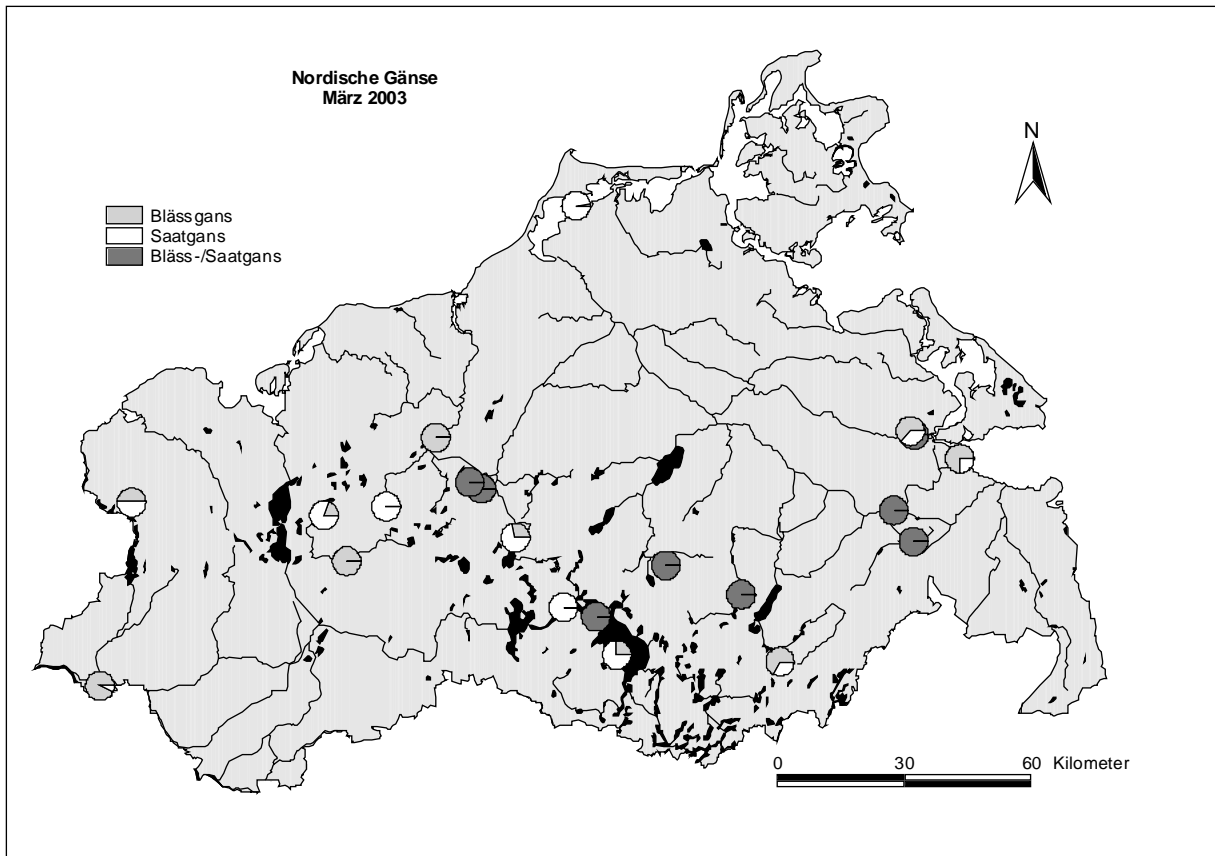 Nordische Gänse
März 2003
N
Blässgans
Saatgans
Bläss-/Saatgans
0 30 60 Kilometer